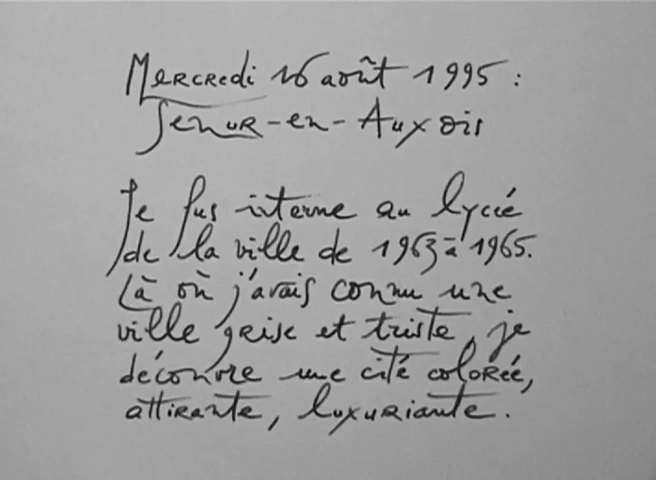 Mercredi 16 août 1995 :
Semur-en-Auxois
Je fus interne au lycée
de la ville de 1963 à 1965.
Là où j'avais connu une
ville grise et triste, je
découvre une cité colorée,
attirante, luxuriante.